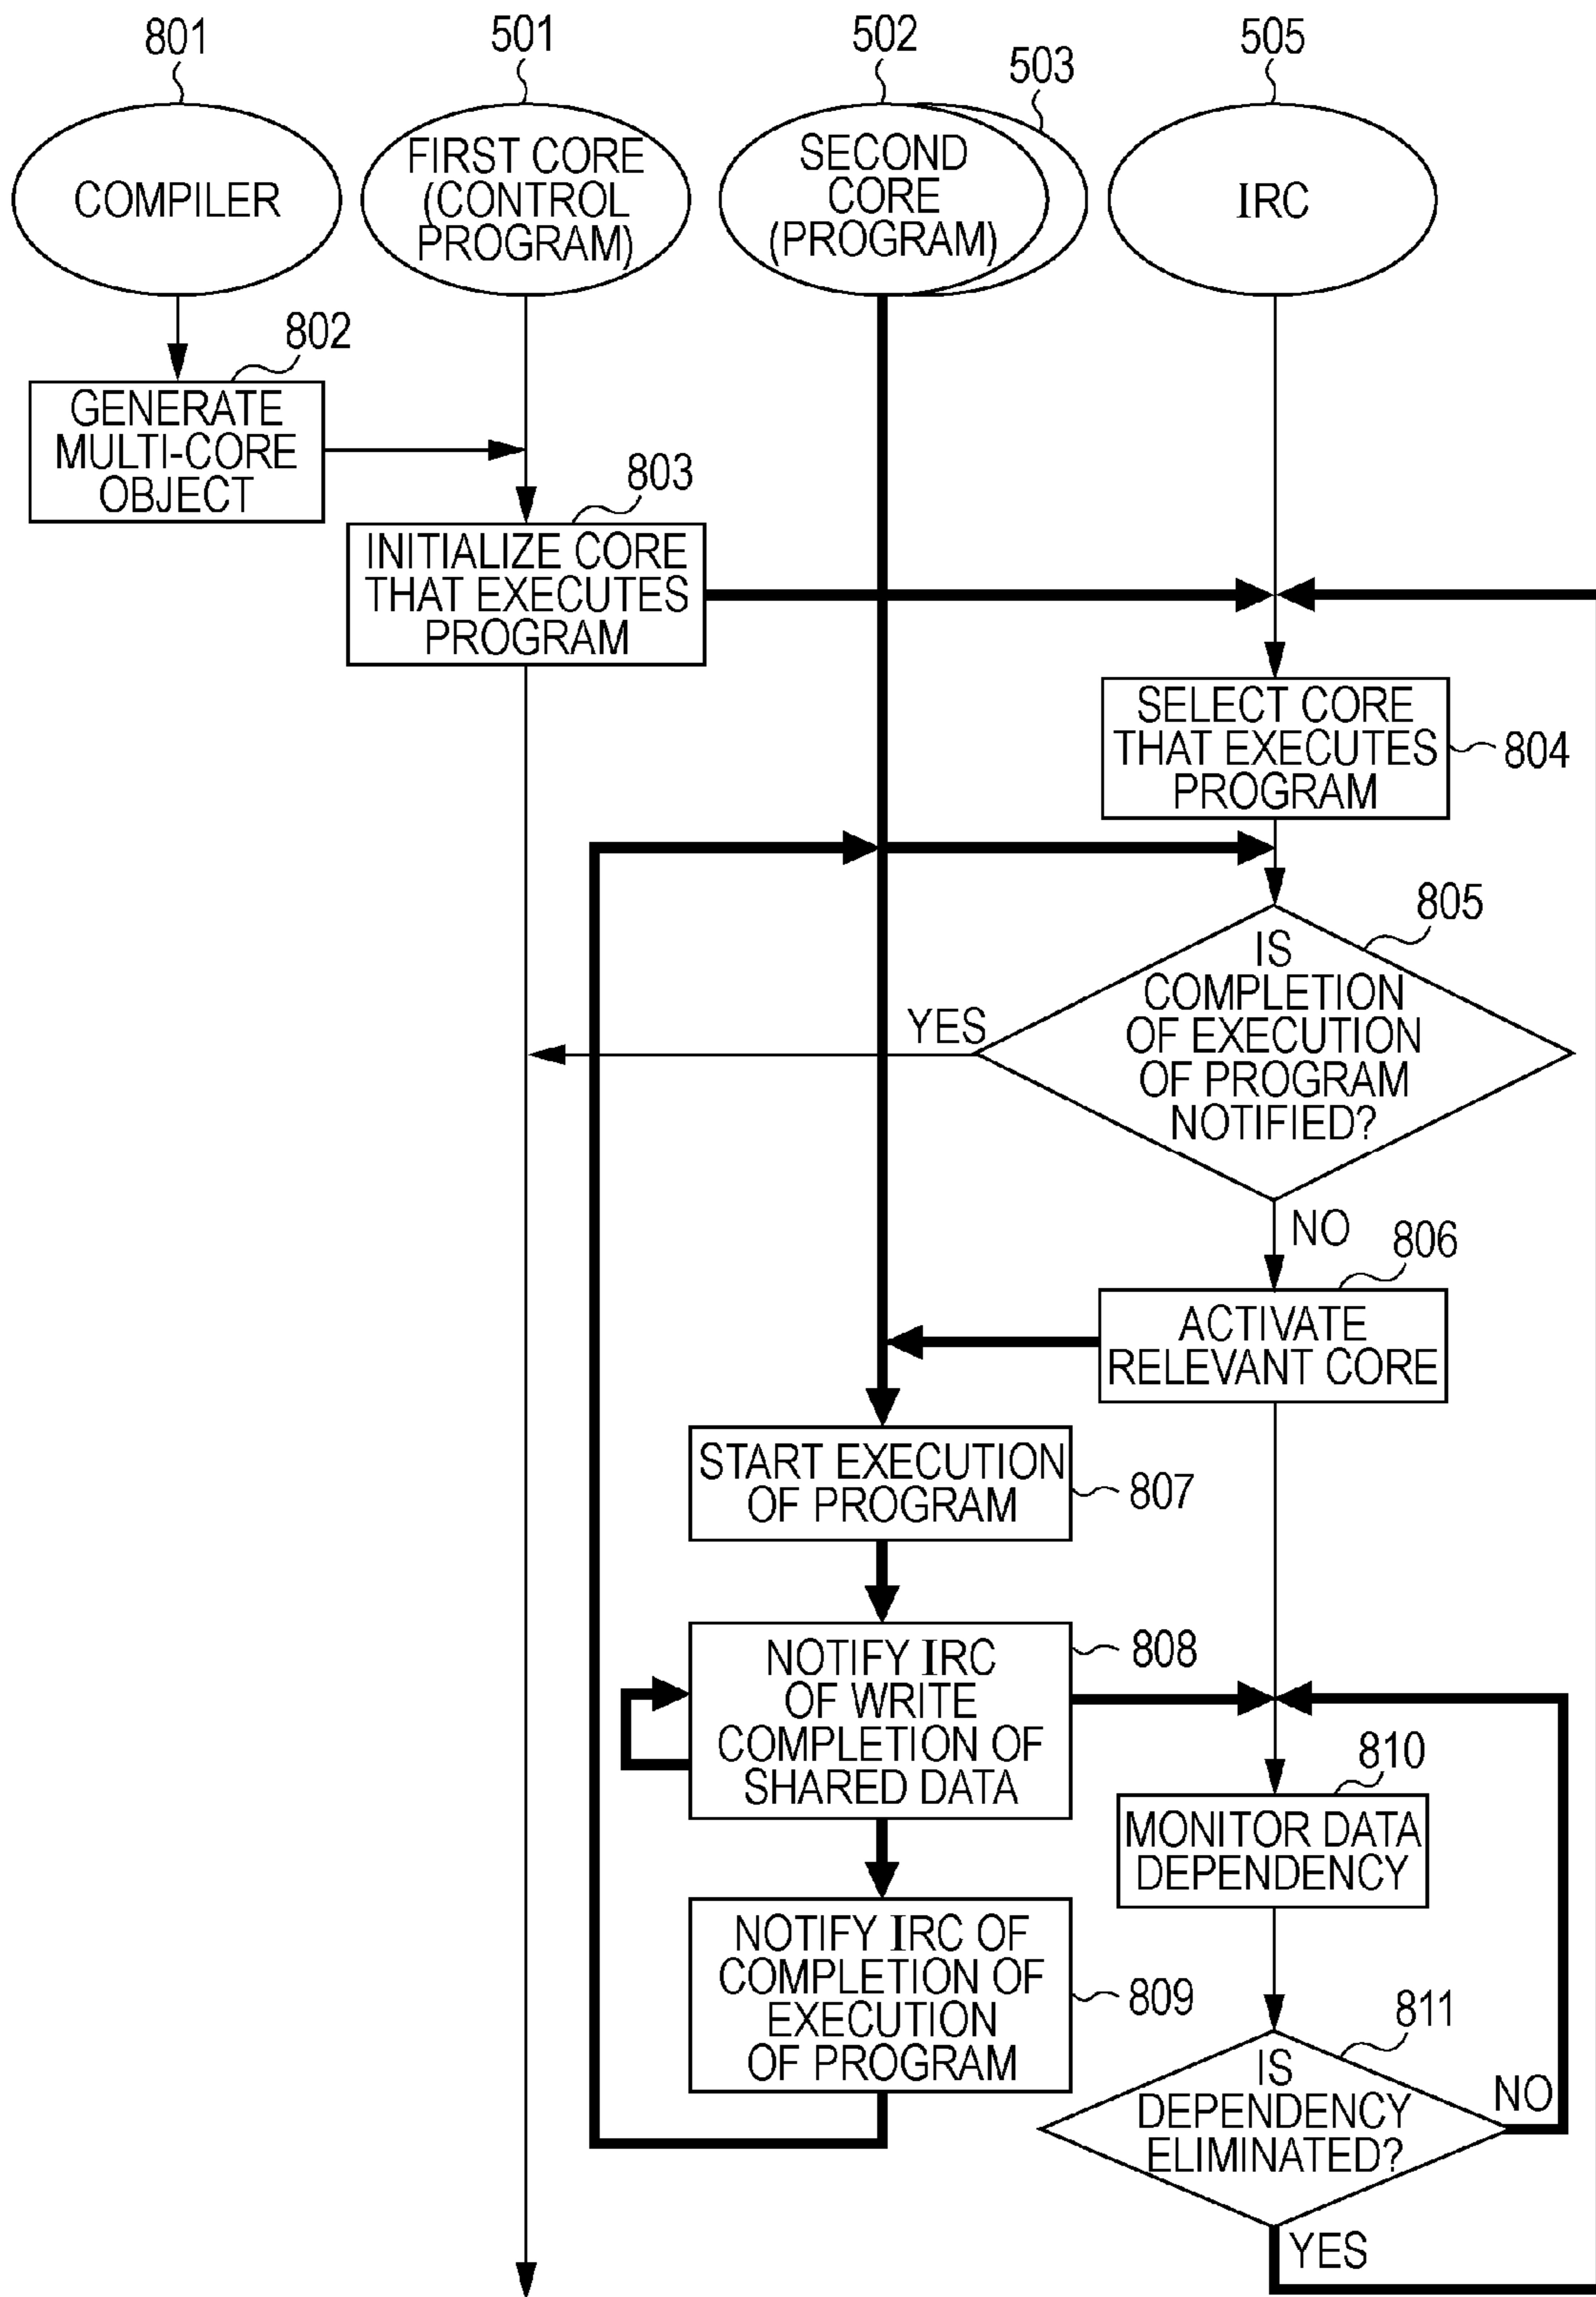 801
501
502
503
505
COMPILER
FIRST CORE
(CONTROL
PROGRAM)
SECOND
CORE
(PROGRAM)
IRC
802
GENERATE
MULTI-CORE
OBJECT
803
INITIALIZE CORE
THAT EXECUTES
PROGRAM
SELECT CORE
THAT EXECUTES
PROGRAM
804
805
IS
COMPLETION
OF EXECUTION
OF PROGRAM
NOTIFIED?
YES
NO
806
ACTIVATE
RELEVANT CORE
START EXECUTION
OF PROGRAM
807
NOTIFY IRC
OF WRITE
COMPLETION OF
SHARED DATA
808
810
MONITOR DATA
DEPENDENCY
NOTIFY IRC OF
COMPLETION OF
EXECUTION
OF PROGRAM
809
811
IS
DEPENDENCY
ELIMINATED?
NO
YES